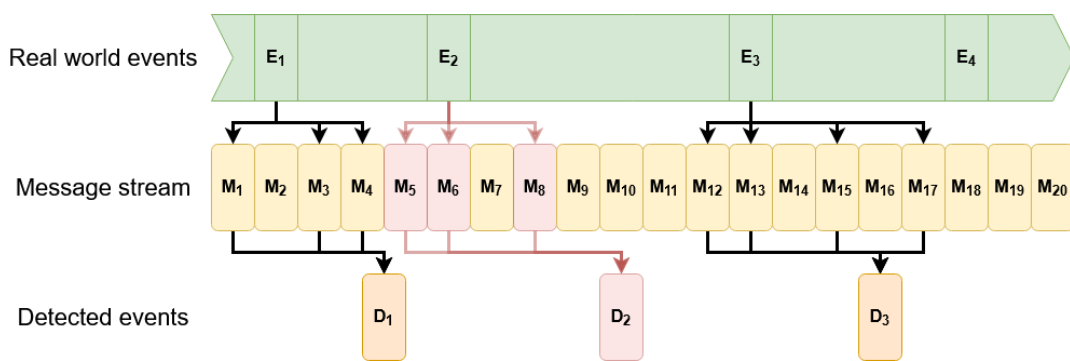 Real world events E₁ E₂ E₃ E₄
Message stream M₁ M₂ M₃ M₄ M₅ M₆ M₇ M₈ M₉ M₁₀ M₁₁ M₁₂ M₁₃ M₁₄ M₁₅ M₁₆ M₁₇ M₁₈ M₁₉ M₂₀
Detected events D₁ D₂ D₃